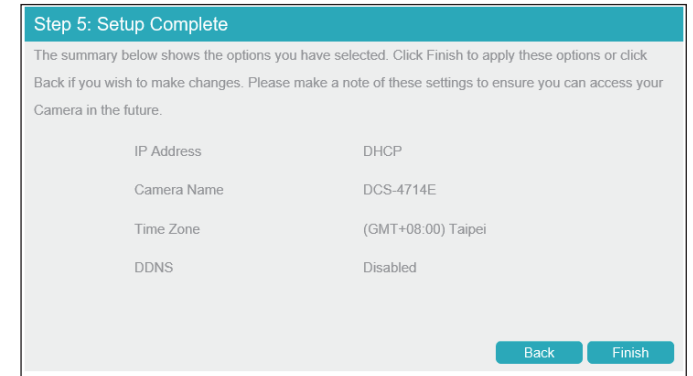 Step 5: Setup Complete
The summary below shows the options you have selected. Click Finish to apply these options or click
Back if you wish to make changes. Please make a note of these settings to ensure you can access your
Camera in the future.
IP Address DHCP
Camera Name DCS-4714E
Time Zone (GMT+08:00) Taipei
DDNS Disabled
Back Finish